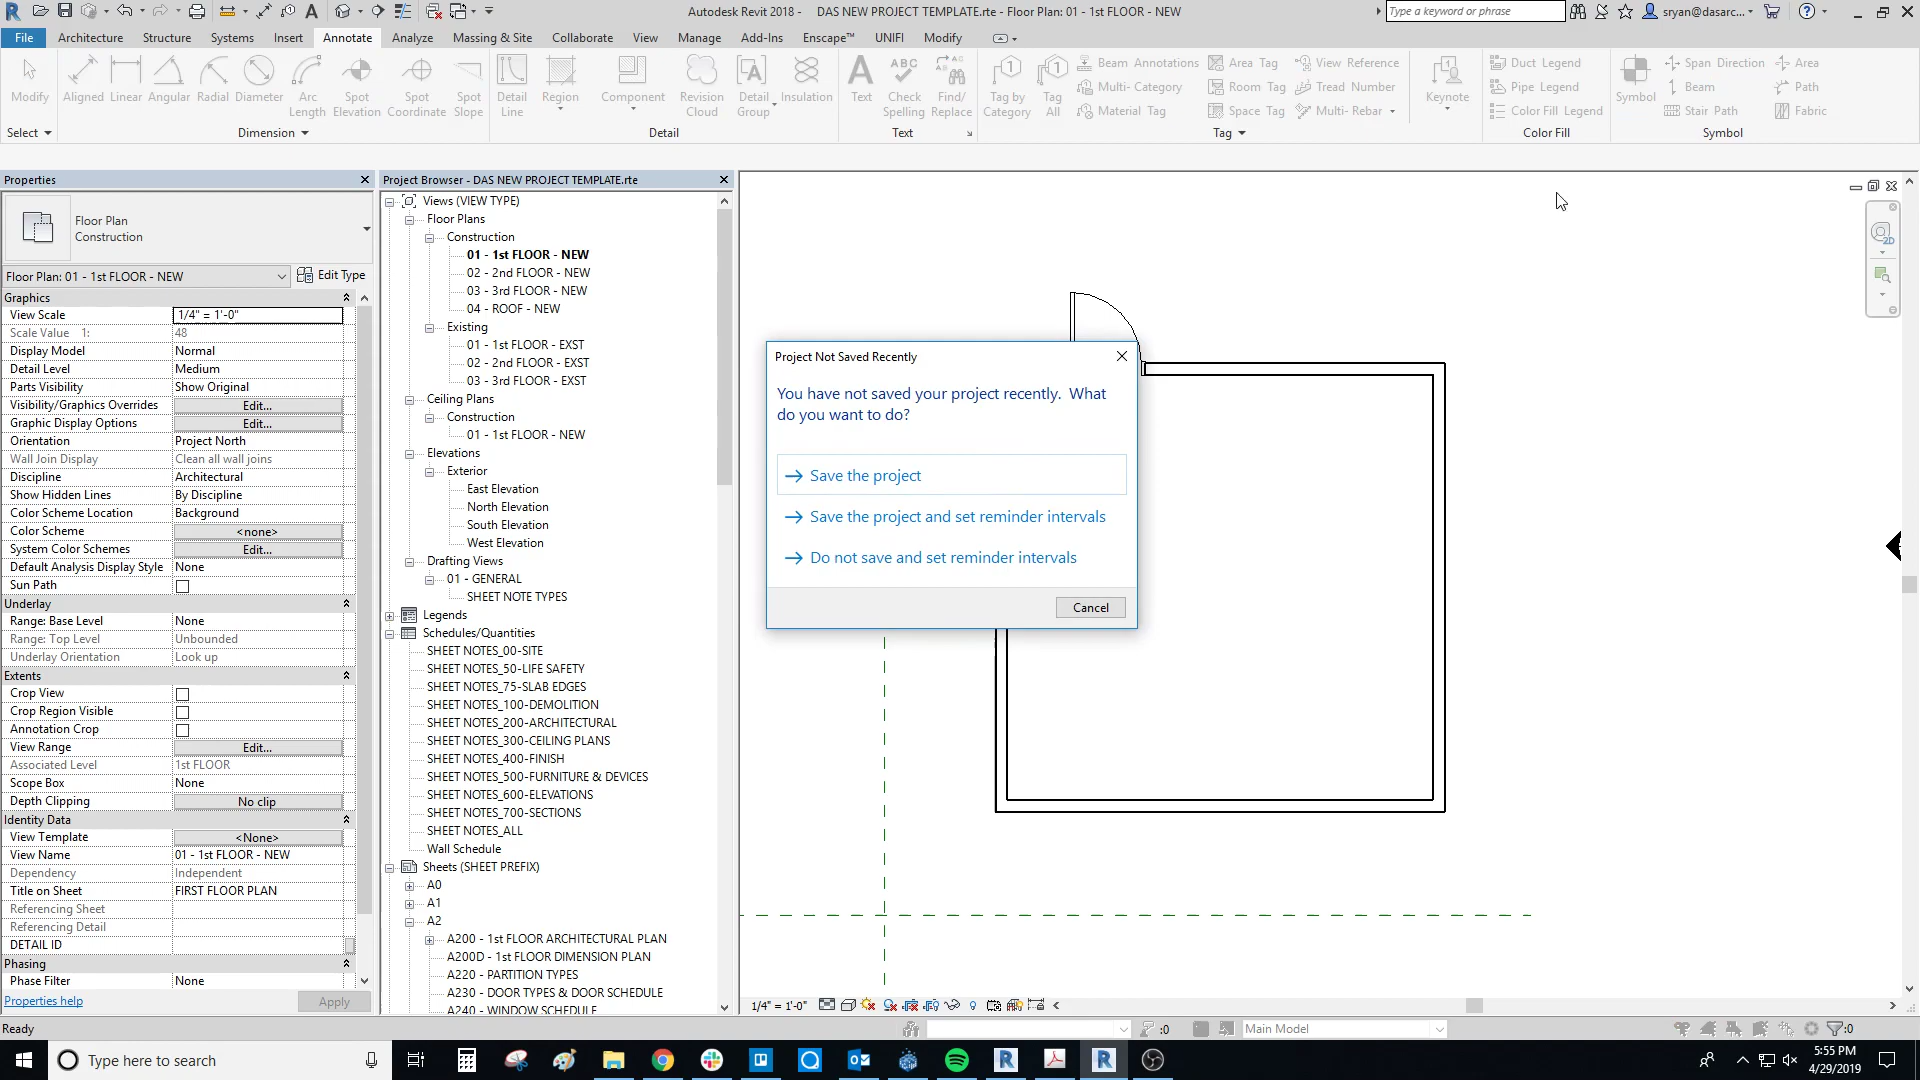 Autodesk Revit 2018 -    DAS NEW PROJECT TEMPLATE.rte - Floor Plan: 01 - 1st FLOOR - NEW
Type a keyword or phrase
sryan@dasarc...
File Architecture Structure Systems Insert Annotate Analyze Massing & Site Collaborate View Manage Add-Ins Enscape™ UNIFI Modify
Modify
Aligned Linear Angular Radial Diameter Arc Length Spot Elevation Spot Coordinate Spot Slope
Detail Line Region Component Revision Cloud Detail Group Insulation
Text Check Spelling Find/ Replace
Tag by Category Tag All
Beam Annotations Area Tag View Reference
Multi- Category Room Tag Tread Number
Material Tag Space Tag Multi- Rebar
Keynote
Duct Legend
Pipe Legend
Color Fill Legend
Symbol
Span Direction Area
Beam Path
Stair Path Fabric
Select Dimension Detail Text Tag Color Fill Symbol
Properties
Floor Plan
Construction
Floor Plan: 01 - 1st FLOOR - NEW Edit Type
Graphics
View Scale 1/4" = 1'-0"
Scale Value 1: 48
Display Model Normal
Detail Level Medium
Parts Visibility Show Original
Visibility/Graphics Overrides Edit...
Graphic Display Options Edit...
Orientation Project North
Wall Join Display Clean all wall joins
Discipline Architectural
Show Hidden Lines By Discipline
Color Scheme Location Background
Color Scheme <none>
System Color Schemes Edit...
Default Analysis Display Style None
Sun Path
Underlay
Range: Base Level None
Range: Top Level Unbounded
Underlay Orientation Look up
Extents
Crop View
Crop Region Visible
Annotation Crop
View Range Edit...
Associated Level 1st FLOOR
Scope Box None
Depth Clipping No clip
Identity Data
View Template <None>
View Name 01 - 1st FLOOR - NEW
Dependency Independent
Title on Sheet FIRST FLOOR PLAN
Referencing Sheet
Referencing Detail
DETAIL ID
Phasing
Phase Filter None
Properties help Apply
Project Browser - DAS NEW PROJECT TEMPLATE.rte
Views (VIEW TYPE)
Floor Plans
Construction
01 - 1st FLOOR - NEW
02 - 2nd FLOOR - NEW
03 - 3rd FLOOR - NEW
04 - ROOF - NEW
Existing
01 - 1st FLOOR - EXST
02 - 2nd FLOOR - EXST
03 - 3rd FLOOR - EXST
Ceiling Plans
Construction
01 - 1st FLOOR - NEW
Elevations
Exterior
East Elevation
North Elevation
South Elevation
West Elevation
Drafting Views
01 - GENERAL
SHEET NOTE TYPES
Legends
Schedules/Quantities
SHEET NOTES_00-SITE
SHEET NOTES_50-LIFE SAFETY
SHEET NOTES_75-SLAB EDGES
SHEET NOTES_100-DEMOLITION
SHEET NOTES_200-ARCHITECTURAL
SHEET NOTES_300-CEILING PLANS
SHEET NOTES_400-FINISH
SHEET NOTES_500-FURNITURE & DEVICES
SHEET NOTES_600-ELEVATIONS
SHEET NOTES_700-SECTIONS
SHEET NOTES_ALL
Wall Schedule
Sheets (SHEET PREFIX)
A0
A1
A2
A200 - 1st FLOOR ARCHITECTURAL PLAN
A200D - 1st FLOOR DIMENSION PLAN
A220 - PARTITION TYPES
A230 - DOOR TYPES & DOOR SCHEDULE
A240 - WINDOW SCHEDULE
Project Not Saved Recently
You have not saved your project recently.  What
do you want to do?
Save the project
Save the project and set reminder intervals
Do not save and set reminder intervals
Cancel
2D
1/4" = 1'-0"
Ready
:0
Main Model
:0
Type here to search
5:55 PM
4/29/2019